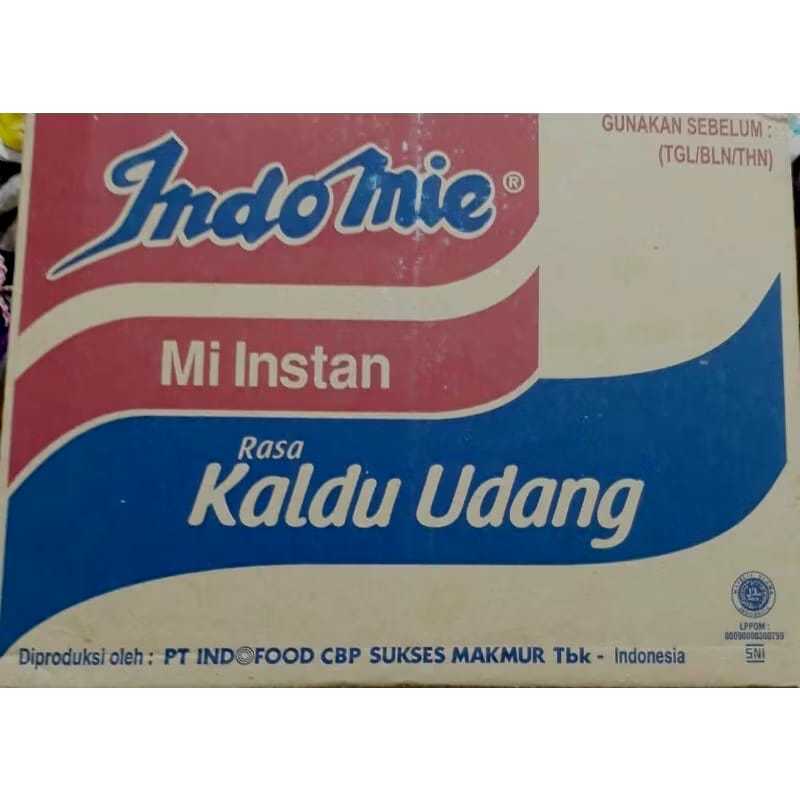 GUNAKAN SEBELUM :
(TGL/BLN/THN)
Indomie®
Mi Instan
Rasa
Kaldu Udang
LPPOM :
00090000300799
SNI
Diproduksi oleh : PT INDOFOOD CBP SUKSES MAKMUR Tbk - Indonesia